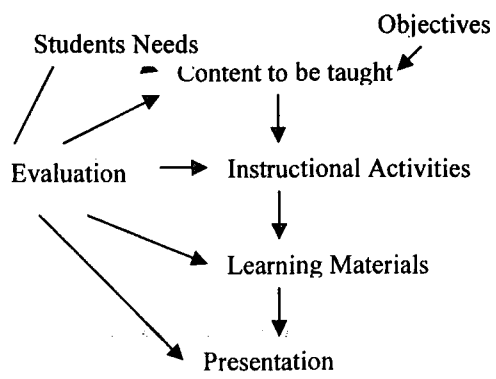 Objectives
Students Needs
Content to be taught
Evaluation
Instructional Activities
Learning Materials
Presentation